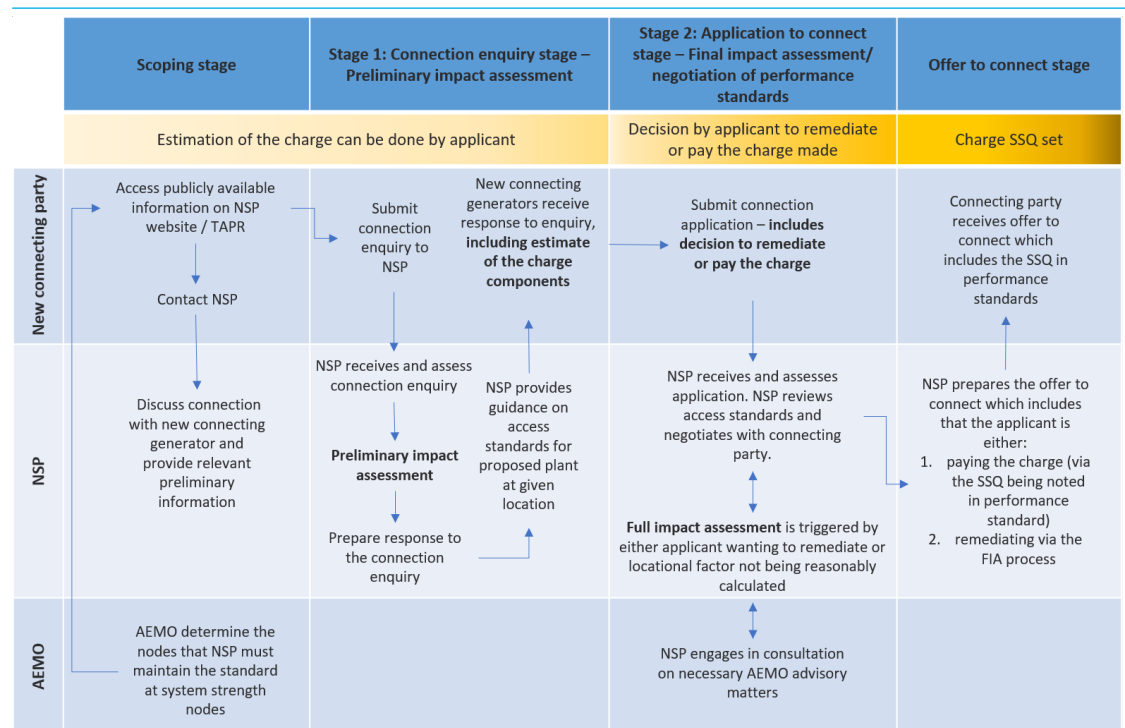 Scoping stage
Stage 1: Connection enquiry stage –
Preliminary impact assessment
Stage 2: Application to connect
stage – Final impact assessment/
negotiation of performance
standards
Offer to connect stage
Estimation of the charge can be done by applicant
Decision by applicant to remediate
or pay the charge made
Charge SSQ set
New connecting party
Access publicly available
information on NSP
website / TAPR
Contact NSP
Submit
connection
enquiry to
NSP
New connecting
generators receive
response to enquiry,
including estimate
of the charge
components
Submit connection
application – includes
decision to remediate
or pay the charge
Connecting party
receives offer to
connect which
includes the SSQ in
performance
standards
NSP
Discuss connection
with new connecting
generator and
provide relevant
preliminary
information
NSP receives and assess
connection enquiry
Preliminary impact
assessment
Prepare response to
the connection
enquiry
NSP provides
guidance on
access
standards for
proposed plant
at given
location
NSP receives and assesses
application. NSP reviews
access standards and
negotiates with connecting
party.
Full impact assessment is triggered by
either applicant wanting to remediate or
locational factor not being reasonably
calculated
NSP prepares the offer to
connect which includes
that the applicant is
either:
1. paying the charge (via
the SSQ being noted
in performance
standard)
2. remediating via the
FIA process
AEMO
AEMO determine the
nodes that NSP must
maintain the standard
at system strength
nodes
NSP engages in consultation
on necessary AEMO advisory
matters